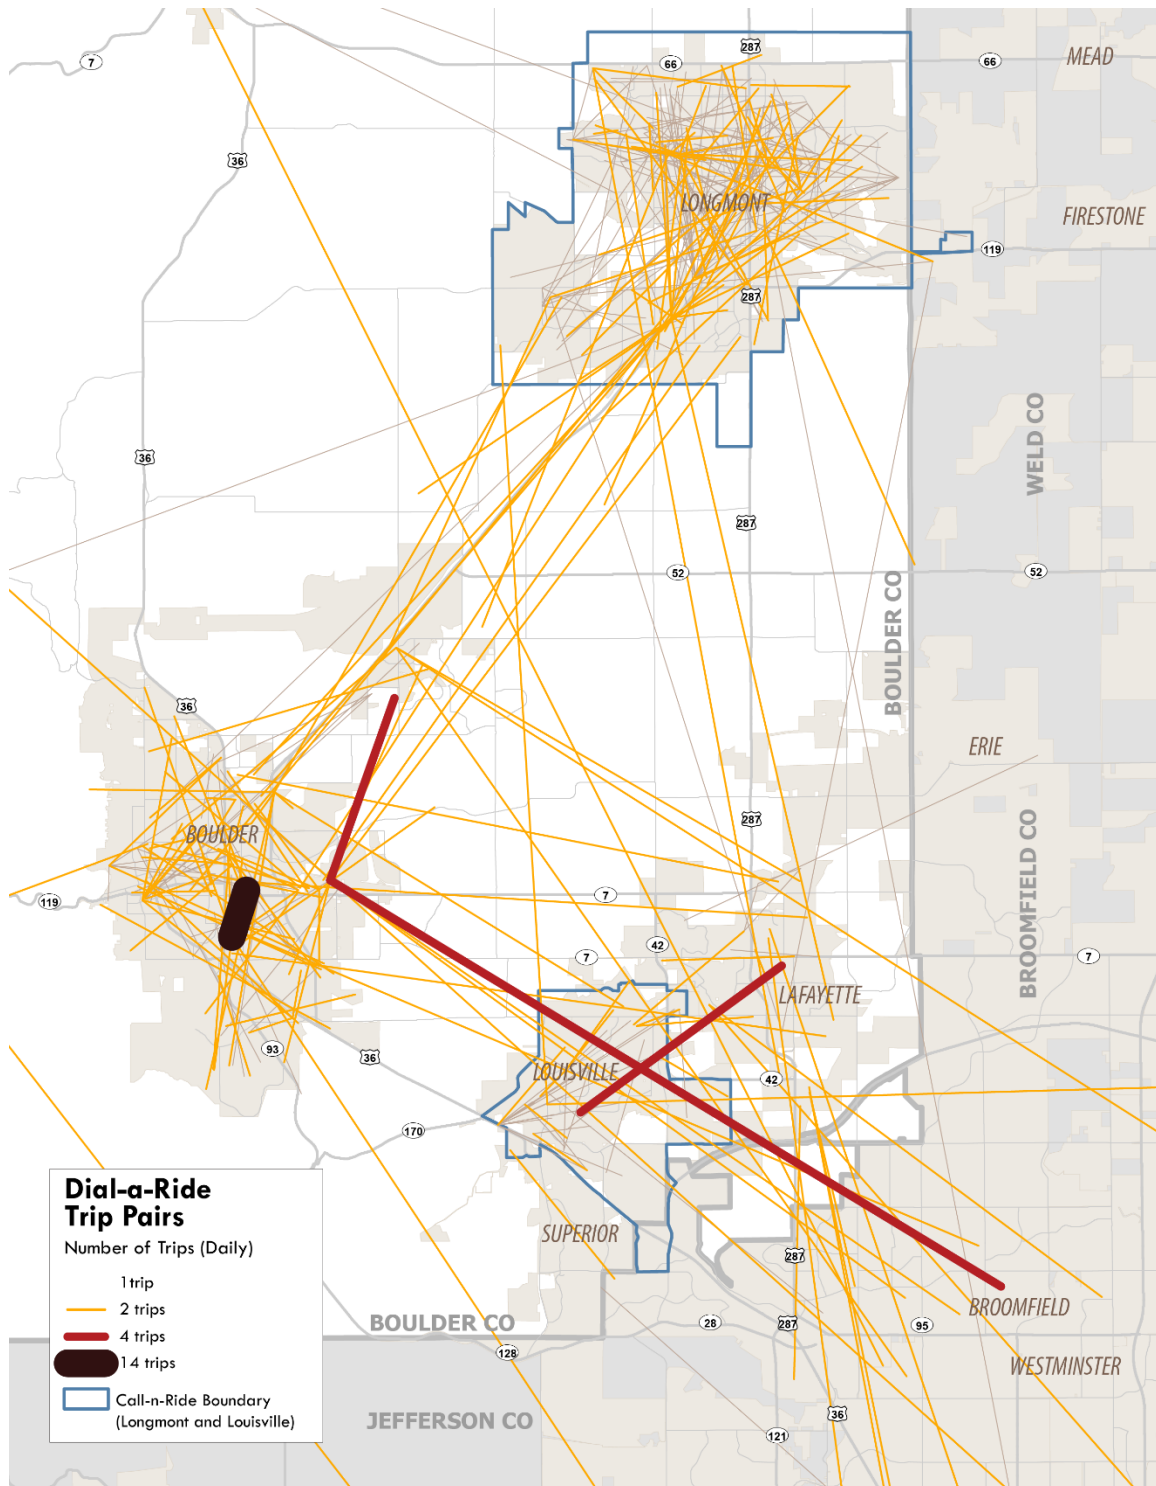 287
7
66
66
MEAD
36
LONGMONT
FIRESTONE
119
287
WELD CO
36
287
52
52
BOULDER CO
36
ERIE
287
BOULDER
BROOMFIELD CO
119
7
42
7
7
LAFAYETTE
93
36
LOUISVILLE
42
170
Dial-a-Ride
Trip Pairs
Number of Trips (Daily)
1 trip
2 trips
4 trips
14 trips
Call-n-Ride Boundary
(Longmont and Louisville)
SUPERIOR
287
BROOMFIELD
BOULDER CO
28
287
95
128
WESTMINSTER
JEFFERSON CO
36
121